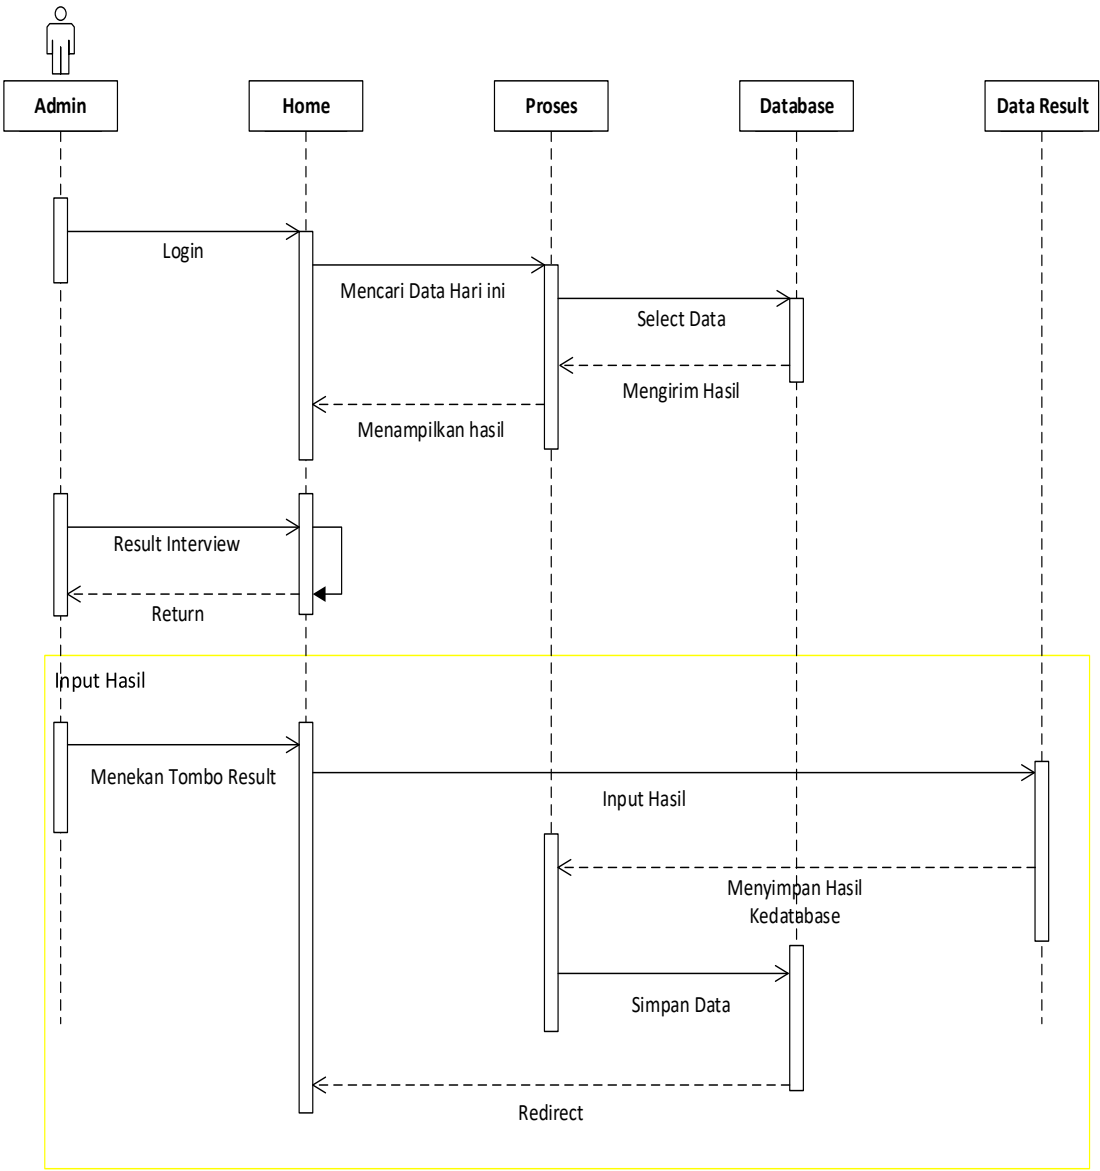 Admin
Home
Proses
Database
Data Result
Login
Mencari Data Hari ini
Select Data
Mengirim Hasil
Menampilkan hasil
Result Interview
Return
Input Hasil
Menekan Tombo Result
Input Hasil
Menyimpan Hasil
Kedatabase
Simpan Data
Redirect